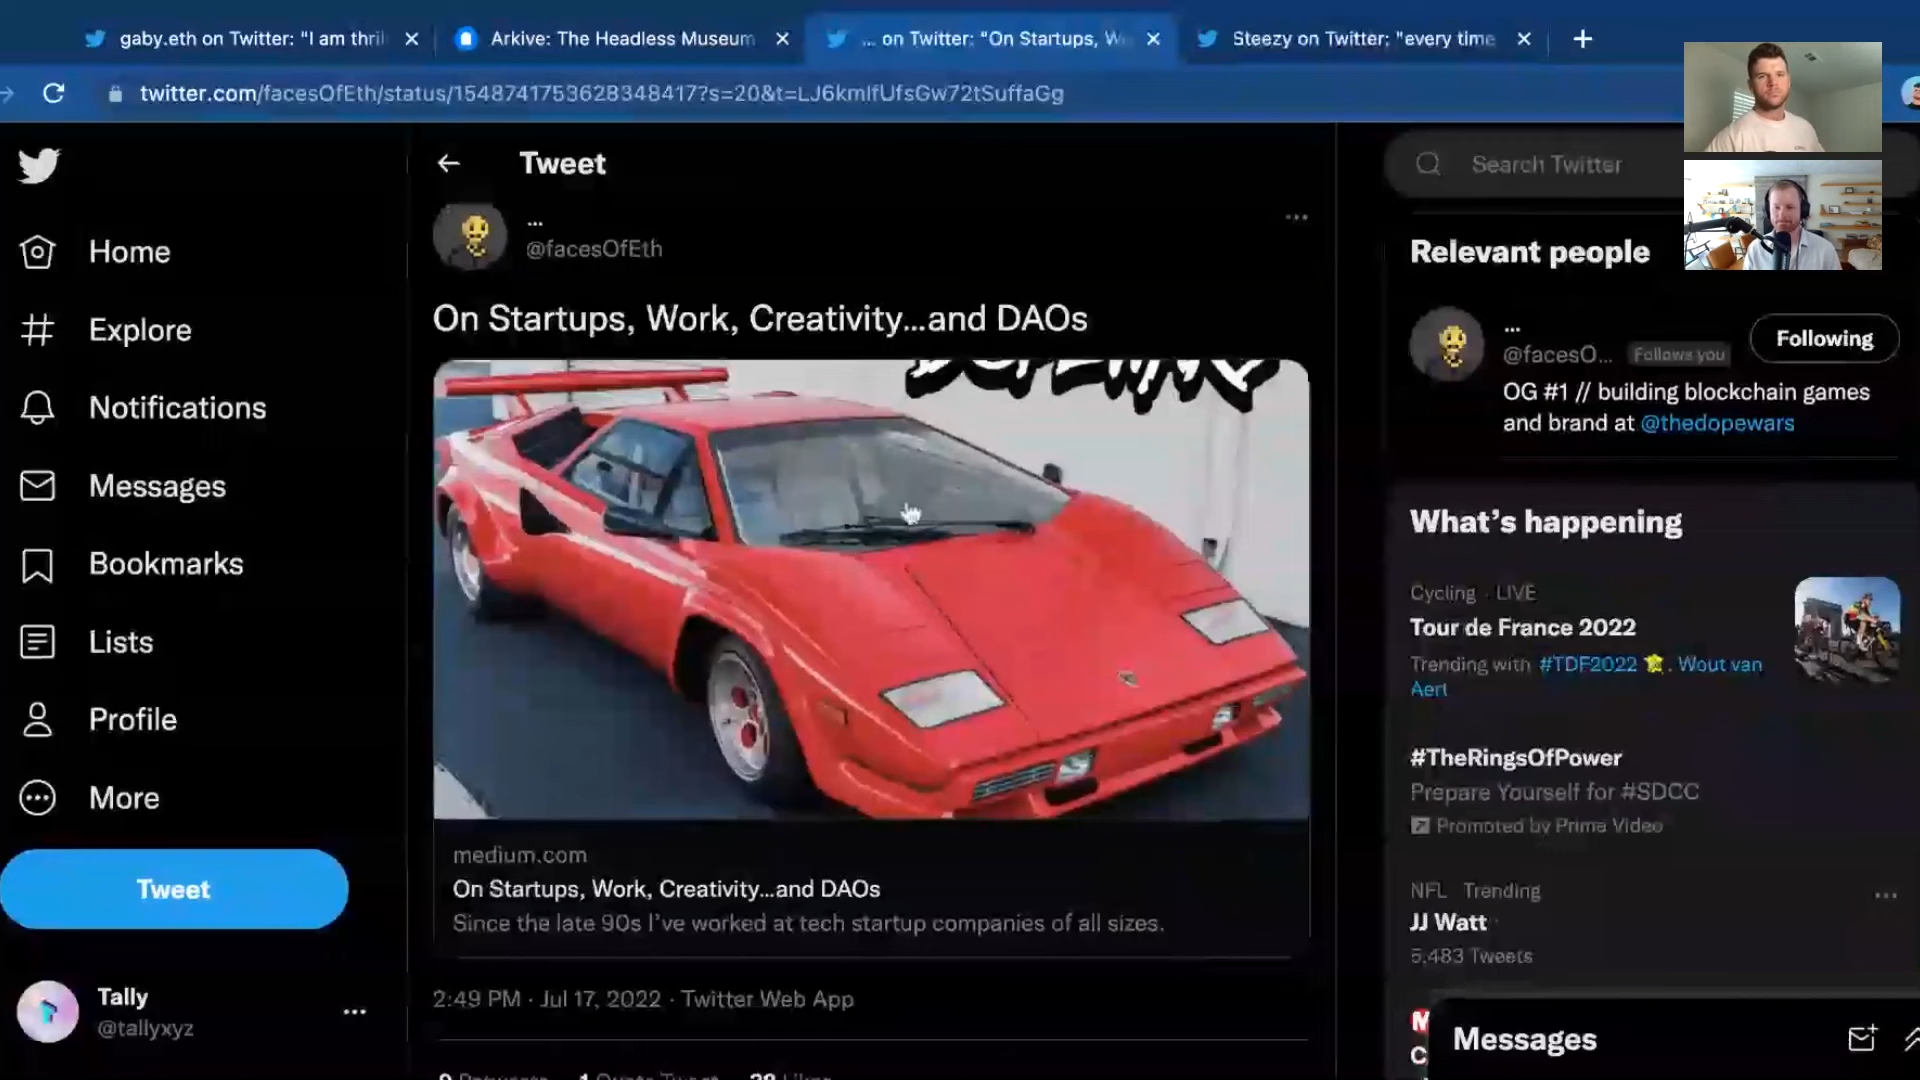 gaby.eth on Twitter: "I am thril
Arkive: The Headless Museum
... on Twitter: "On Startups, W
Steezy on Twitter: "every time
twitter.com/facesOfEth/status/1548741753628348417?s=20&t=LJ6kmIfUfsGw72tSuffaGg
Tweet
Search Twitter
...
@facesOfEth
On Startups, Work, Creativity...and DAOs
medium.com
On Startups, Work, Creativity...and DAOs
Since the late 90s I've worked at tech startup companies of all sizes.
2:49 PM · Jul 17, 2022 · Twitter Web App
Home
Explore
Notifications
Messages
Bookmarks
Lists
Profile
More
Tweet
Tally
@tallyxyz
Relevant people
...
@facesO... Follows you
Following
OG #1 // building blockchain games
and brand at @thedopewars
What's happening
Cycling · LIVE
Tour de France 2022
Trending with #TDF2022 , Wout van
Aert
#TheRingsOfPower
Prepare Yourself for #SDCC
Promoted by Prime Video
NFL · Trending
JJ Watt
5,483 Tweets
Messages